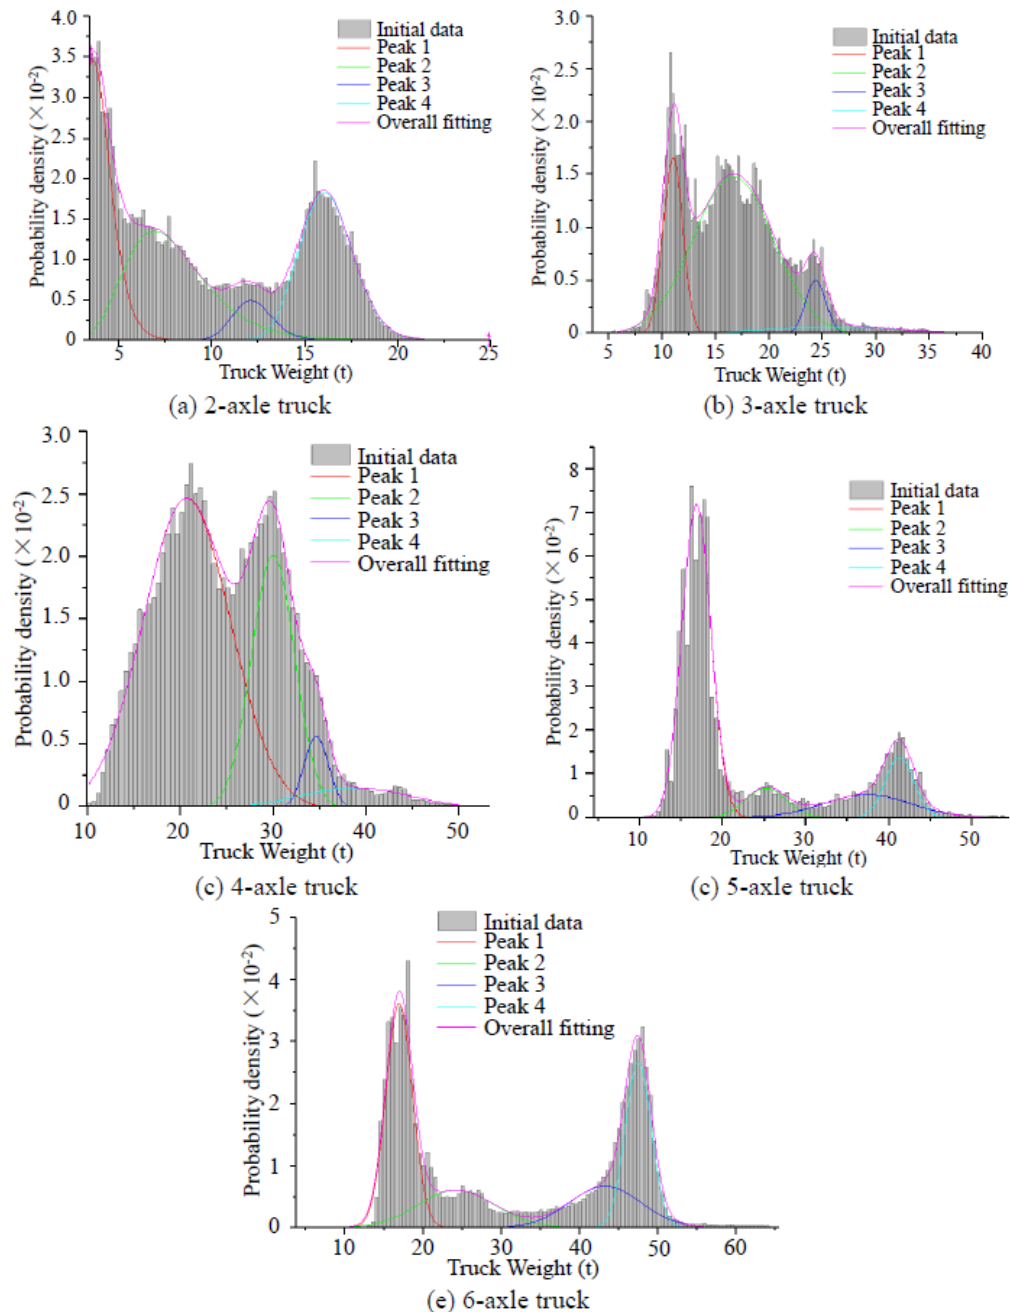 4.0
3.5
3.0
2.5
2.0
1.5
1.0
0.5
0
Probability density (×10⁻²)
Initial data
Peak 1
Peak 2
Peak 3
Peak 4
Overall fitting
5 10 15 20 25
Truck Weight (t)
(a) 2-axle truck
3.0
2.5
2.0
1.5
1.0
0.5
0
Probability density (×10⁻²)
Initial data
Peak 1
Peak 2
Peak 3
Peak 4
Overall fitting
5 10 15 20 25 30 35 40
Truck Weight (t)
(b) 3-axle truck
3.0
2.5
2.0
1.5
1.0
0.5
0
Probability density (×10⁻²)
Initial data
Peak 1
Peak 2
Peak 3
Peak 4
Overall fitting
10 20 30 40 50
Truck Weight (t)
(c) 4-axle truck
8
7
6
5
4
3
2
1
0
Probability density (×10⁻²)
Initial data
Peak 1
Peak 2
Peak 3
Peak 4
Overall fitting
10 20 30 40 50
Truck Weight (t)
(c) 5-axle truck
5
4
3
2
1
0
Probability density (×10⁻²)
Initial data
Peak 1
Peak 2
Peak 3
Peak 4
Overall fitting
10 20 30 40 50 60
Truck Weight (t)
(e) 6-axle truck